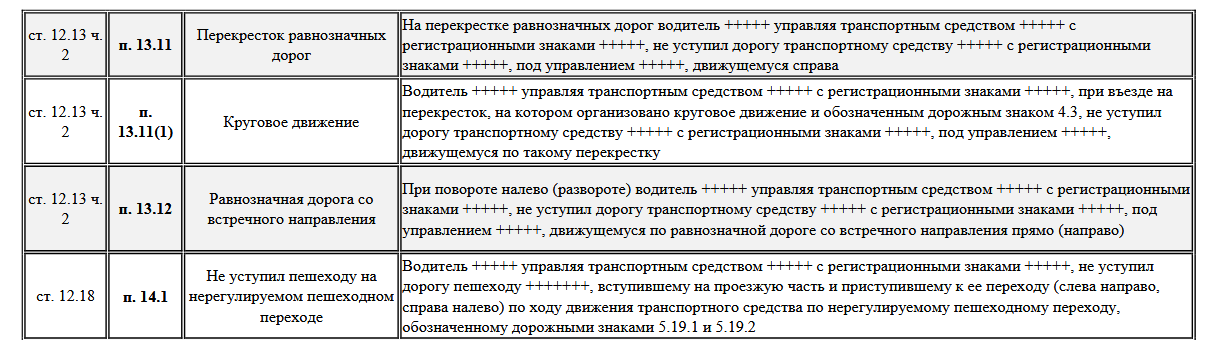 ст. 12.13 ч.
2
п. 13.11
Перекресток равнозначных
дорог
На перекрестке равнозначных дорог водитель +++++ управляя транспортным средством +++++ с
регистрационными знаками +++++, не уступил дорогу транспортному средству +++++ с регистрационными
знаками +++++, под управлением +++++, движущемуся справа
ст. 12.13 ч.
2
п.
13.11(1)
Круговое движение
Водитель +++++ управляя транспортным средством +++++ с регистрационными знаками +++++, при въезде на
перекресток, на котором организовано круговое движение и обозначенным дорожным знаком 4.3, не уступил
дорогу транспортному средству +++++ с регистрационными знаками +++++, под управлением +++++,
движущемуся по такому перекрестку
ст. 12.13 ч.
2
п. 13.12
Равнозначная дорога со
встречного направления
При повороте налево (развороте) водитель +++++ управляя транспортным средством +++++ с регистрационными
знаками +++++, не уступил дорогу транспортному средству +++++ с регистрационными знаками +++++, под
управлением +++++, движущемуся по равнозначной дороге со встречного направления прямо (направо)
ст. 12.18
п. 14.1
Не уступил пешеходу на
нерегулируемом пешеходном
переходе
Водитель +++++ управляя транспортным средством +++++ с регистрационными знаками +++++, не уступил
дорогу пешеходу +++++++, вступившему на проезжую часть и приступившему к ее переходу (слева направо,
справа налево) по ходу движения транспортного средства по нерегулируемому пешеходному переходу,
обозначенному дорожными знаками 5.19.1 и 5.19.2